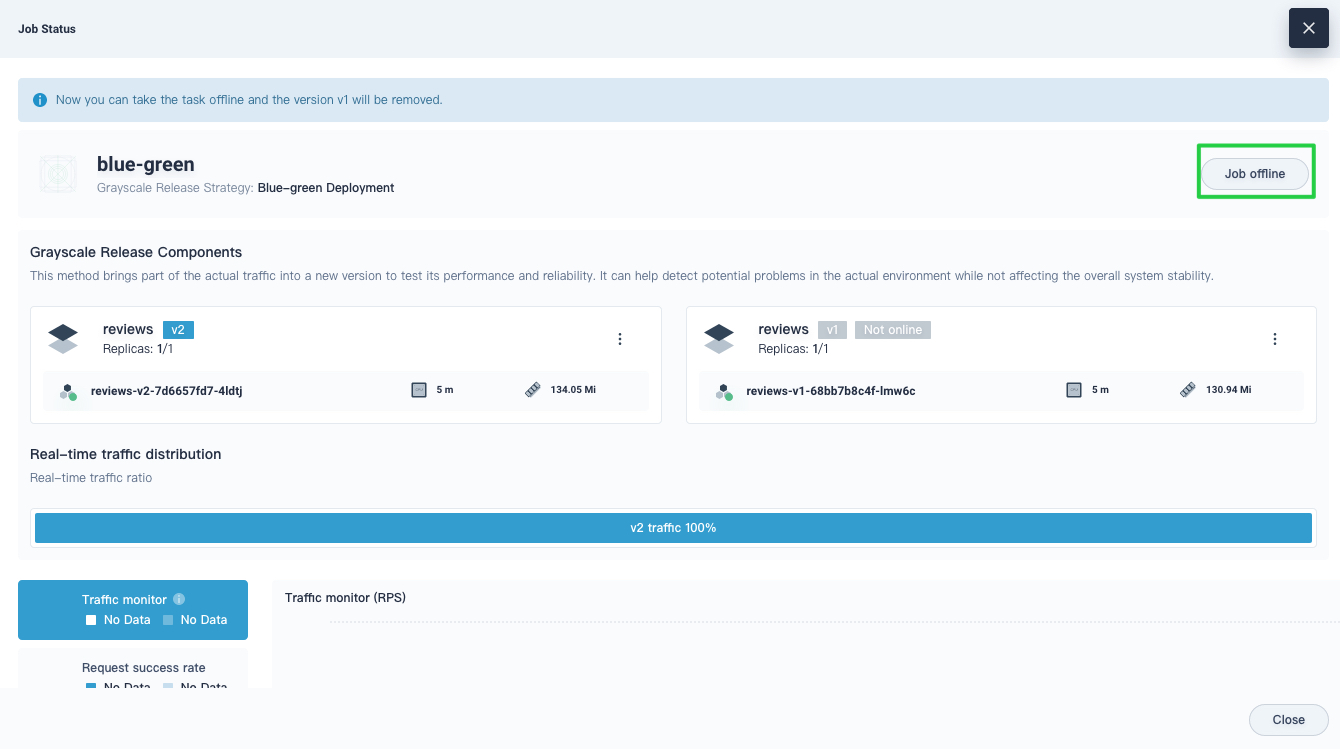 Job Status
Now you can take the task offline and the version v1 will be removed.
blue-green
Grayscale Release Strategy: Blue-green Deployment
Job offline
Grayscale Release Components
This method brings part of the actual traffic into a new version to test its performance and reliability. It can help detect potential problems in the actual environment while not affecting the overall system stability.
reviews v2
Replicas: 1/1
reviews-v2-7d6657fd7-4ldtj 5 m 134.05 Mi
reviews v1 Not online
Replicas: 1/1
reviews-v1-68bb7b8c4f-lmw6c 5 m 130.94 Mi
Real-time traffic distribution
Real-time traffic ratio
v2 traffic 100%
Traffic monitor
No Data No Data
Request success rate
No Data No Data
Traffic monitor (RPS)
Close